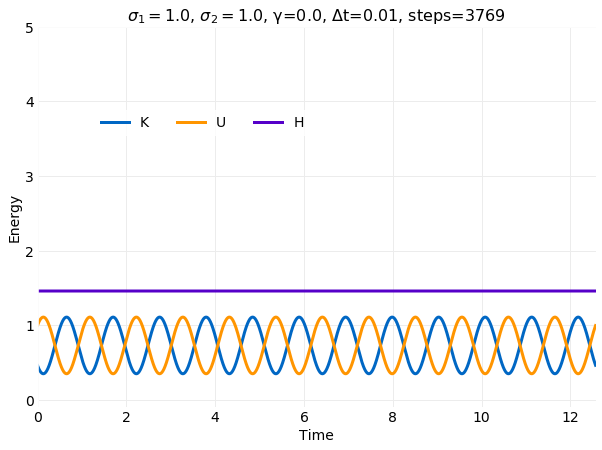 σ₁ = 1.0, σ₂ = 1.0, γ=0.0, Δt=0.01, steps=3769
5
4
K U H
3
Energy
2
1
0
0 2 4 6 8 10 12
Time